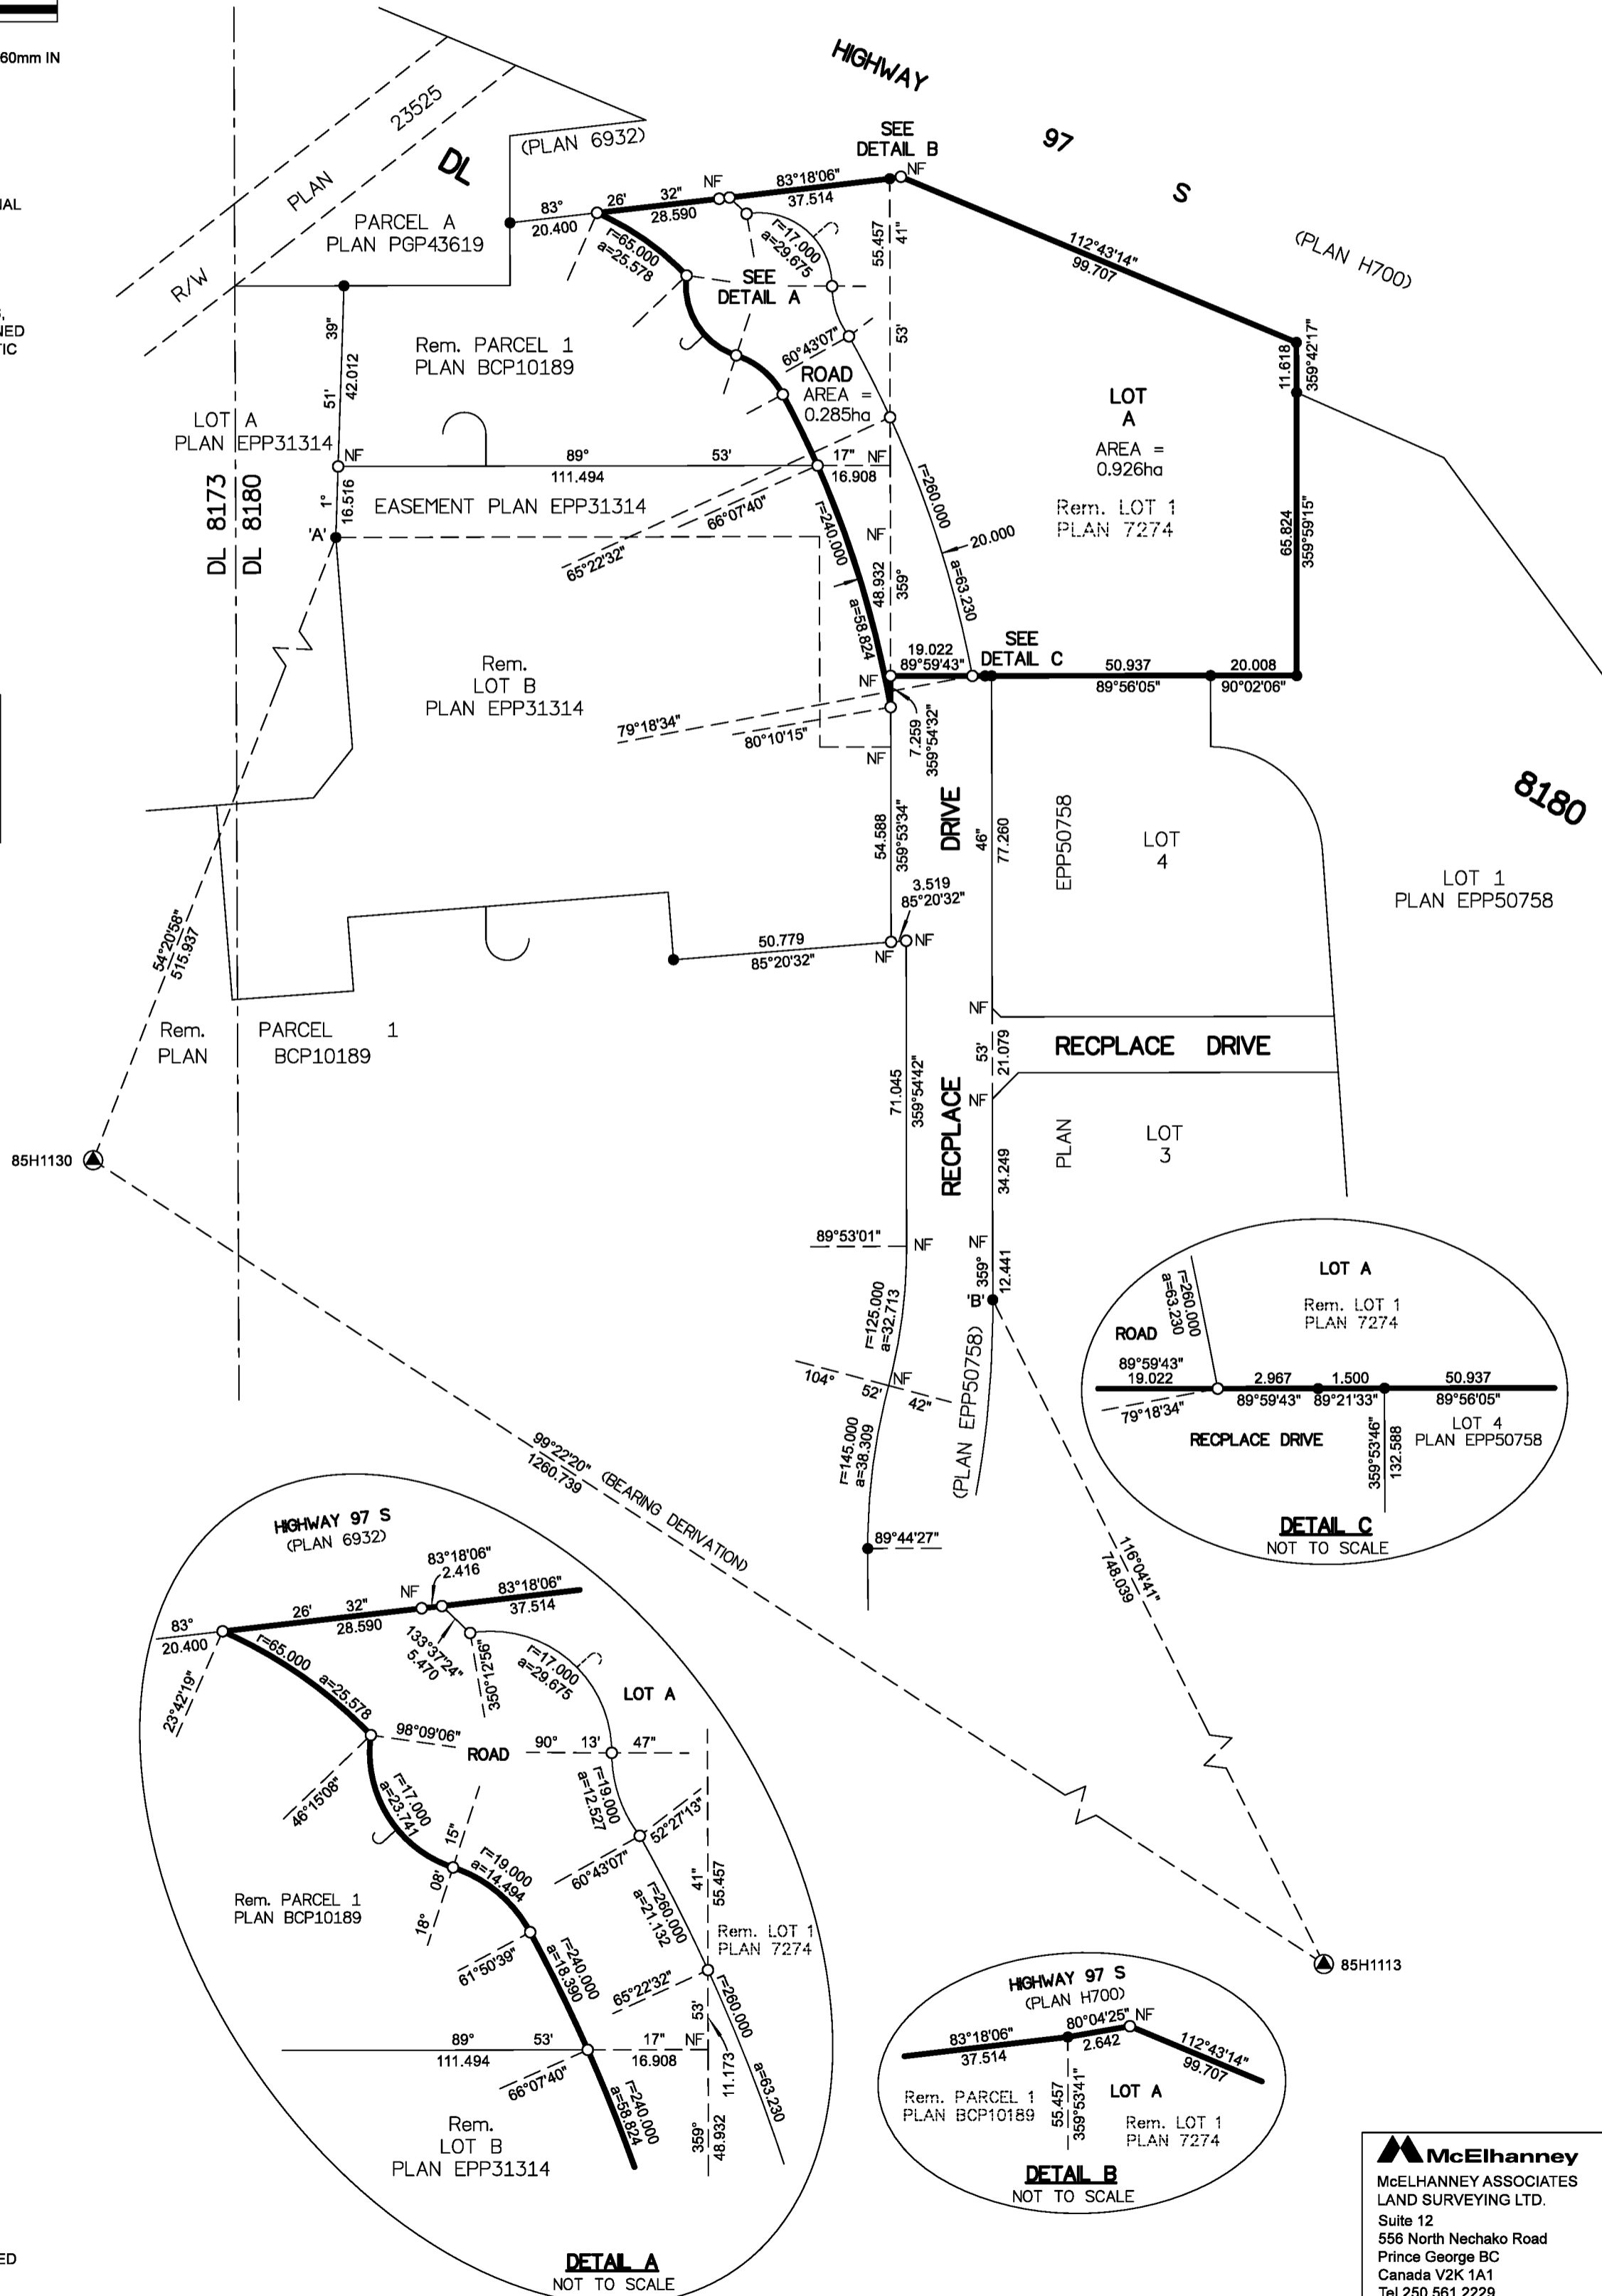 60mm IN
NAL
S,
NED
TIC
ED
HIGHWAY
97
S
(PLAN H700)
PLAN 23525
R/W
DL
(PLAN 6932)
PARCEL A
PLAN PGP43619
SEE
DETAIL B
NF
NF
83°
20.400
26' 32"
28.590
83°18'06"
37.514
r=65.000
a=25.578
r=17.000
a=29.675
55.457
41"
112°43'14"
99.707
SEE
DETAIL A
11.618
359°42'17"
39"
51'
42.012
Rem. PARCEL 1
PLAN BCP10189
60°43'07"
53'
ROAD
AREA =
0.285ha
LOT
A
AREA =
0.926ha
Rem. LOT 1
PLAN 7274
LOT A
PLAN EPP31314
NF
89° 53' 17" NF
111.494 16.908
1°
16.516
'A'
EASEMENT PLAN EPP31314
DL 8173
DL 8180
66°07'40"
65°22'32"
r=240.000
a=58.824
NF
48.932
359°
r=260.000
a=63.230
20.000
65.824
359°59'15"
Rem.
LOT B
PLAN EPP31314
19.022
89°59'43"
SEE
DETAIL C
50.937
89°56'05"
20.008
90°02'06"
NF
79°18'34"
80°10'15"
7.259
359°54'32"
NF
8180
54.588
359°53'34"
DRIVE
46"
77.260
EPP50758
LOT
4
LOT 1
PLAN EPP50758
3.519
85°20'32"
NF
NF
50.779
85°20'32"
54°20'58"
515.937
Rem. PARCEL 1
PLAN BCP10189
NF
53'
21.079
RECPLACE DRIVE
NF
71.045
359°54'42"
RECPLACE
PLAN
LOT
3
34.249
85H1130
89°53'01"
NF
NF
359°
12.441
'B'
r=125.000
a=32.713
NF
104° 52' 42"
r=145.000
a=38.309
(PLAN EPP50758)
89°44'27"
99°22'20" (BEARING DERIVATION)
1260.739
116°04'41"
748.039
85H1113
LOT A
Rem. LOT 1
PLAN 7274
r=260.000
a=63.230
ROAD
89°59'43"
19.022
2.967
89°59'43"
1.500
89°21'33"
50.937
89°56'05"
79°18'34"
RECPLACE DRIVE
359°53'46"
132.588
LOT 4
PLAN EPP50758
DETAIL C
NOT TO SCALE
HIGHWAY 97 S
(PLAN 6932)
83°18'06"
2.416
NF
83°
20.400
26' 32"
28.590
83°18'06"
37.514
133°37'24"
5.470
350°12'56"
r=17.000
a=29.675
23°42'19"
r=65.000
a=25.578
LOT A
98°09'06"
ROAD
90° 13' 47"
46°15'08"
r=17.000
a=23.741
r=19.000
a=12.527
52°27'13"
60°43'07"
18° 08' 15"
r=19.000
a=14.494
41"
55.457
r=260.000
a=21.132
Rem. PARCEL 1
PLAN BCP10189
Rem. LOT 1
PLAN 7274
61°50'39"
r=240.000
a=18.390
65°22'32"
53'
r=260.000
a=63.230
89° 53' 17" NF
111.494 16.908
11.173
66°07'40"
r=240.000
a=58.824
359°
48.932
Rem.
LOT B
PLAN EPP31314
DETAIL A
NOT TO SCALE
HIGHWAY 97 S
(PLAN H700)
83°18'06"
37.514
80°04'25" NF
2.642
112°43'14"
99.707
Rem. PARCEL 1
PLAN BCP10189
55.457
359°53'41"
LOT A
Rem. LOT 1
PLAN 7274
DETAIL B
NOT TO SCALE
McElhanney
McELHANNEY ASSOCIATES
LAND SURVEYING LTD.
Suite 12
556 North Nechako Road
Prince George BC
Canada V2K 1A1
Tel 250 561 2229